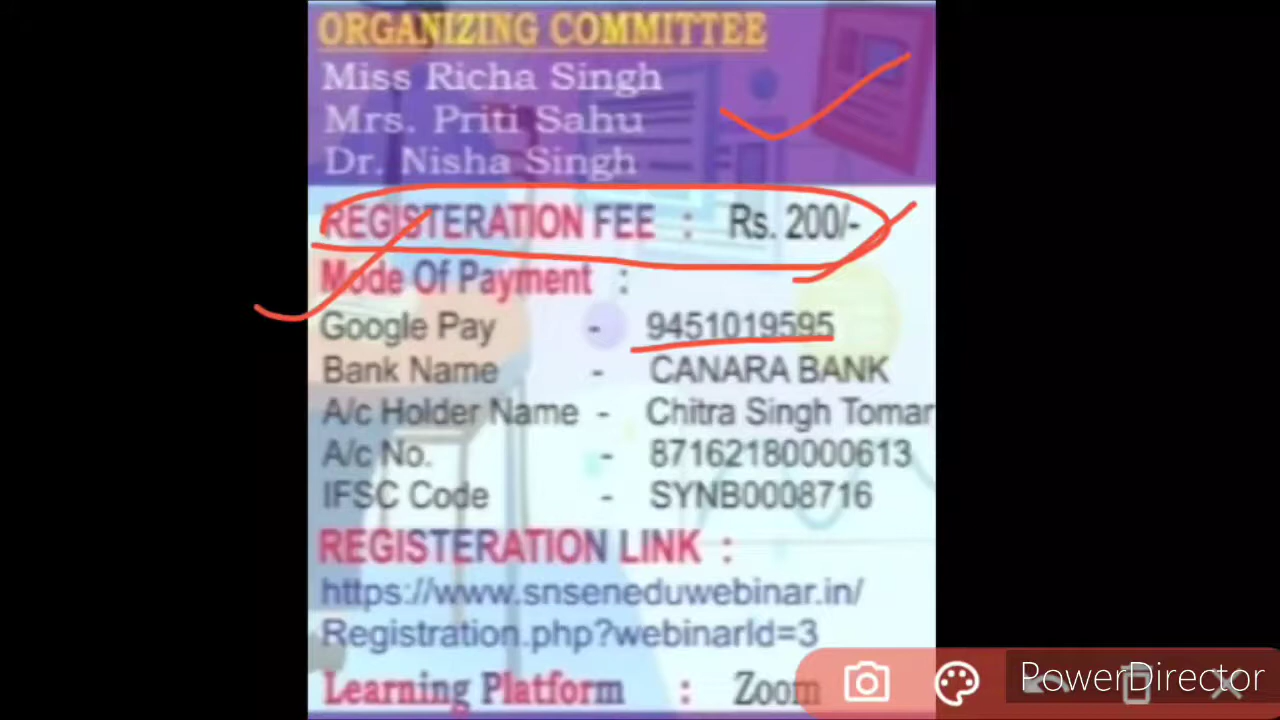 ORGANIZING COMMITTEE
Miss Richa Singh
Mrs. Priti Sahu
Dr. Nisha Singh
REGISTERATION FEE : Rs. 200/-
Mode Of Payment :
Google Pay - 9451019595
Bank Name - CANARA BANK
A/c Holder Name - Chitra Singh Tomar
A/c No. - 87162180000613
IFSC Code - SYNB0008716
REGISTERATION LINK :
https://www.snseneduwebinar.in/
Registration.php?webinarId=3
Learning Platform : Zoom
PowerDirector